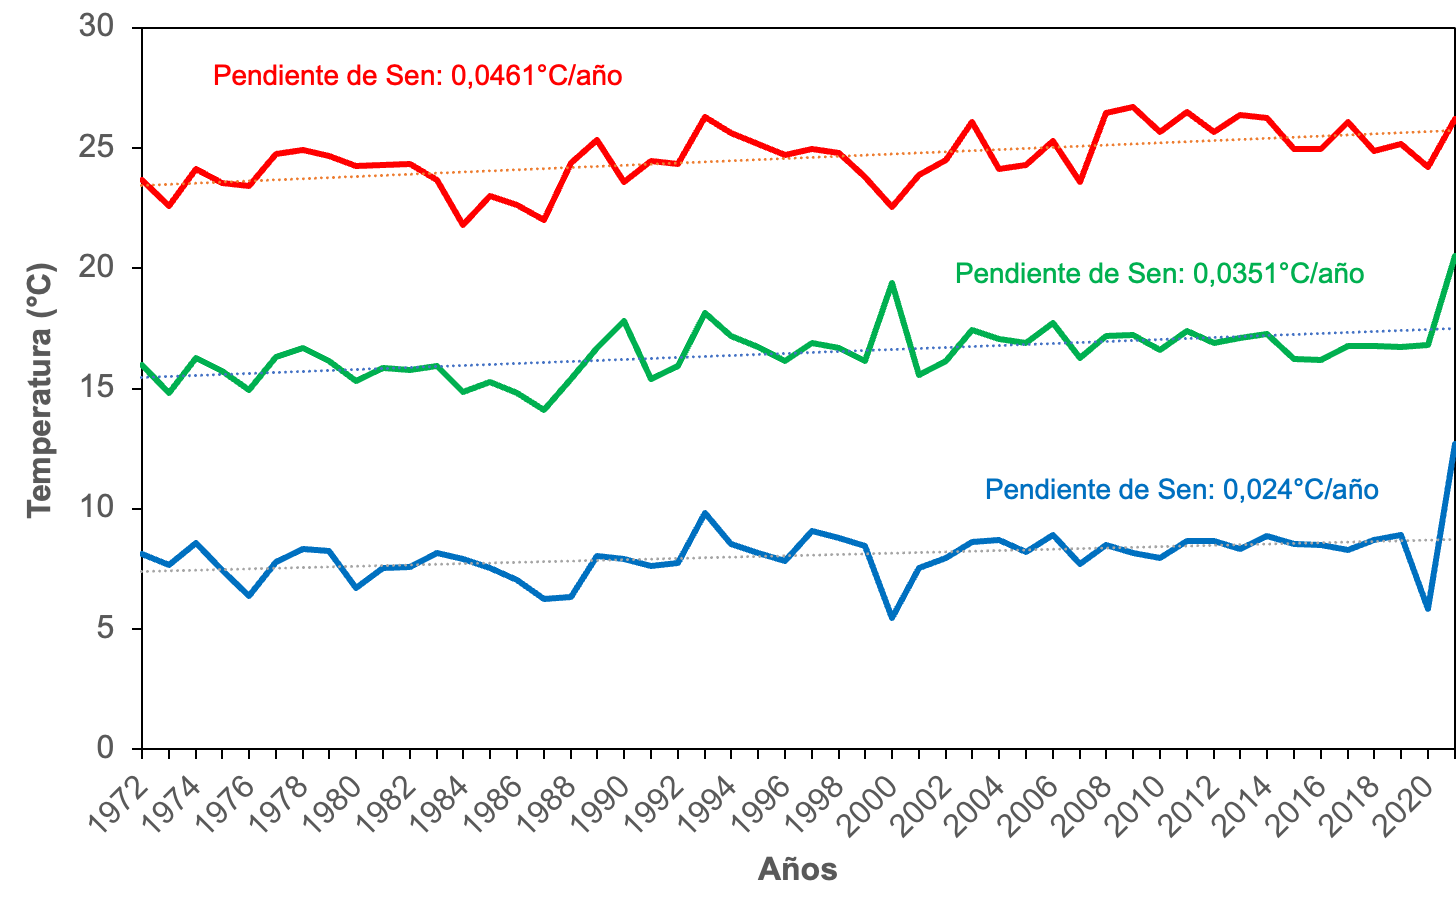 30
Pendiente de Sen: 0,0461°C/año
25
20
Pendiente de Sen: 0,0351°C/año
15
10
Pendiente de Sen: 0,024°C/año
5
0
Temperatura (°C)
1972 1974 1976 1978 1980 1982 1984 1986 1988 1990 1992 1994 1996 1998 2000 2002 2004 2006 2008 2010 2012 2014 2016 2018 2020
Años